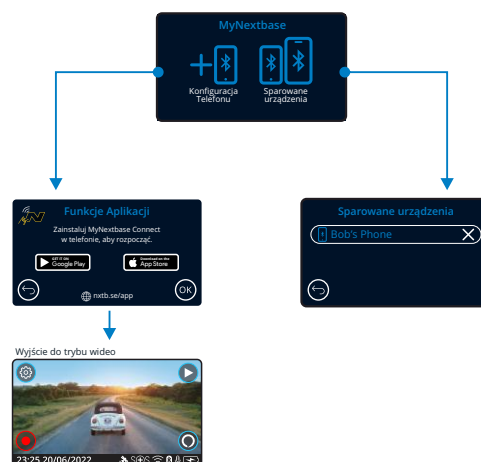 MyNextbase
Konfiguracja
Telefonu
Sparowane
urządzenia
Funkcje Aplikacji
Zainstaluj MyNextbase Connect
w telefonie, aby rozpocząć.
GET IT ON
Google Play
Download on the
App Store
nxtb.se/app
OK
Sparowane urządzenia
Bob's Phone
Wyjście do trybu wideo
23:25 20/06/2022
SOS